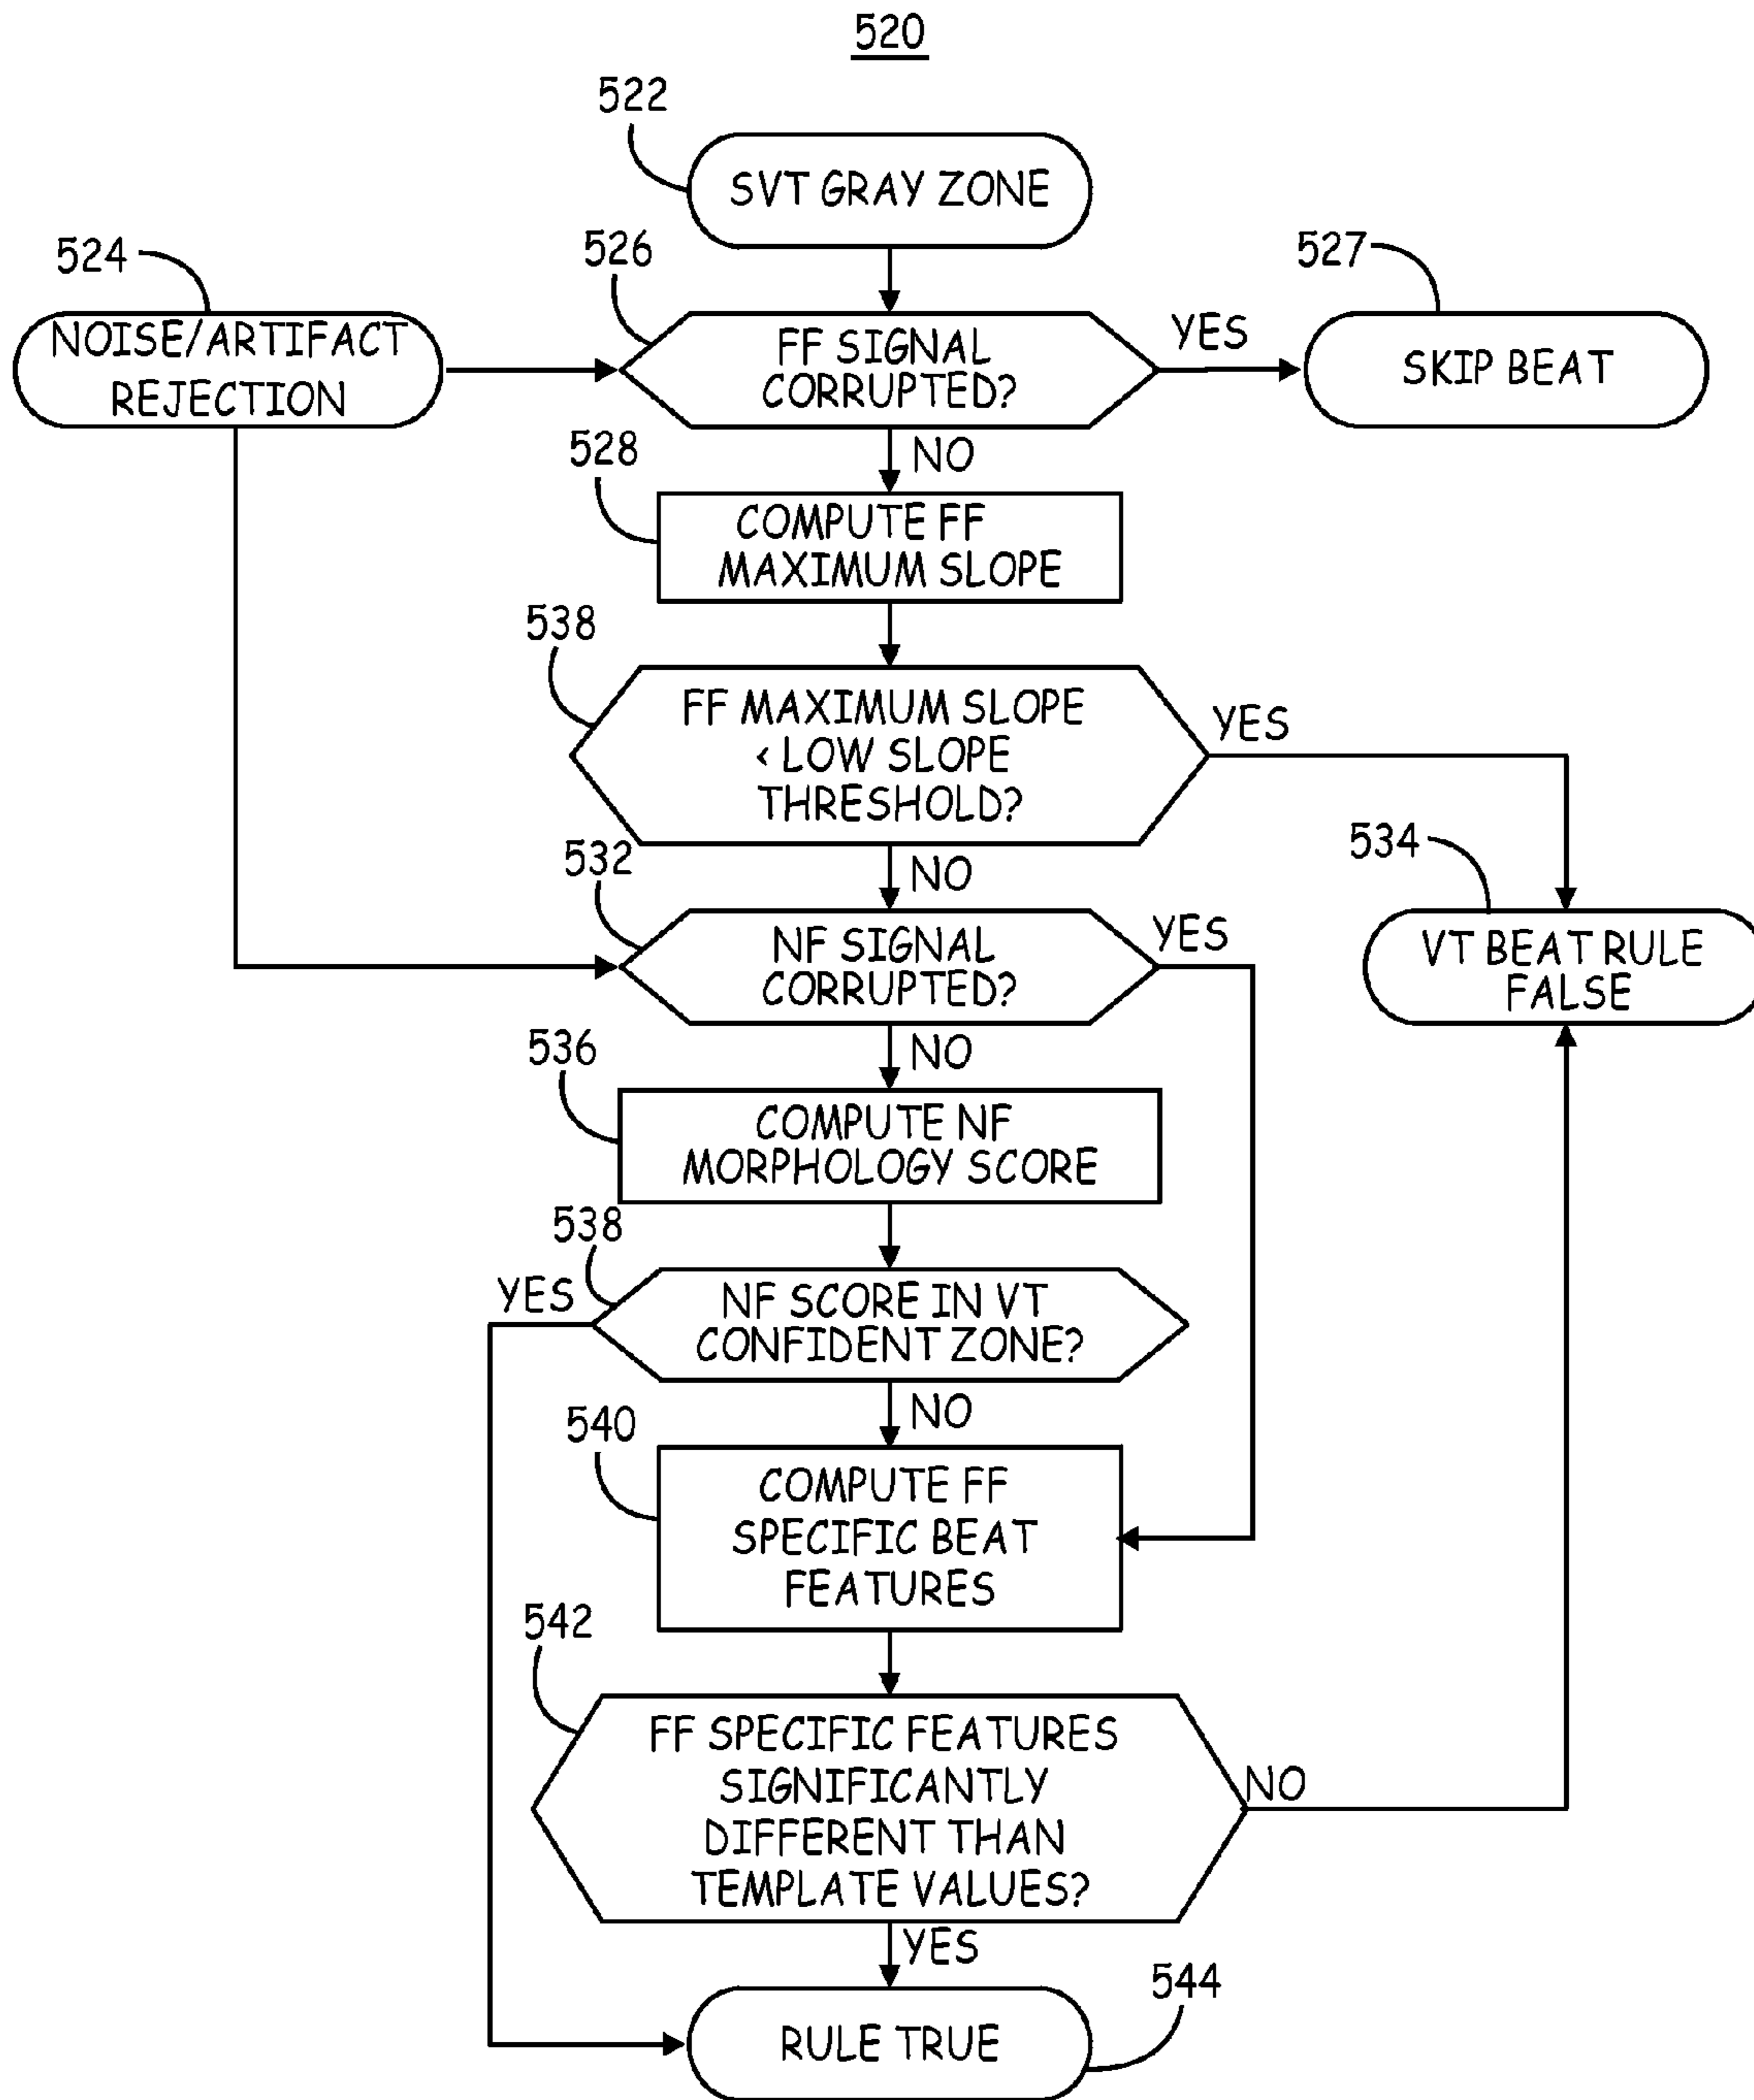 520
522
SVT GRAY ZONE
524
NOISE/ARTIFACT
REJECTION
526
FF SIGNAL
CORRUPTED?
YES
527
SKIP BEAT
NO
528
COMPUTE FF
MAXIMUM SLOPE
538
FF MAXIMUM SLOPE
< LOW SLOPE
THRESHOLD?
YES
NO
532
NF SIGNAL
CORRUPTED?
YES
534
VT BEAT RULE
FALSE
NO
536
COMPUTE NF
MORPHOLOGY SCORE
538
YES
NF SCORE IN VT
CONFIDENT ZONE?
NO
540
COMPUTE FF
SPECIFIC BEAT
FEATURES
542
FF SPECIFIC FEATURES
SIGNIFICANTLY
DIFFERENT THAN
TEMPLATE VALUES?
NO
YES
544
RULE TRUE